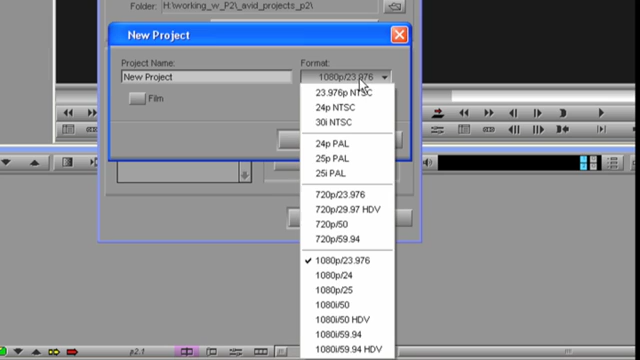 Folder: H:\working_w_P2\_avid_projects_p2\
New Project
Project Name:
Format:
New Project
1080p/23.976
Film
23.976p NTSC
24p NTSC
30i NTSC
24p PAL
25p PAL
25i PAL
720p/23.976
720p/29.97 HDV
720p/50
720p/59.94
1080p/23.976
1080p/24
1080p/25
1080i/50
1080i/50 HDV
1080i/59.94
1080i/59.94 HDV
p2.1